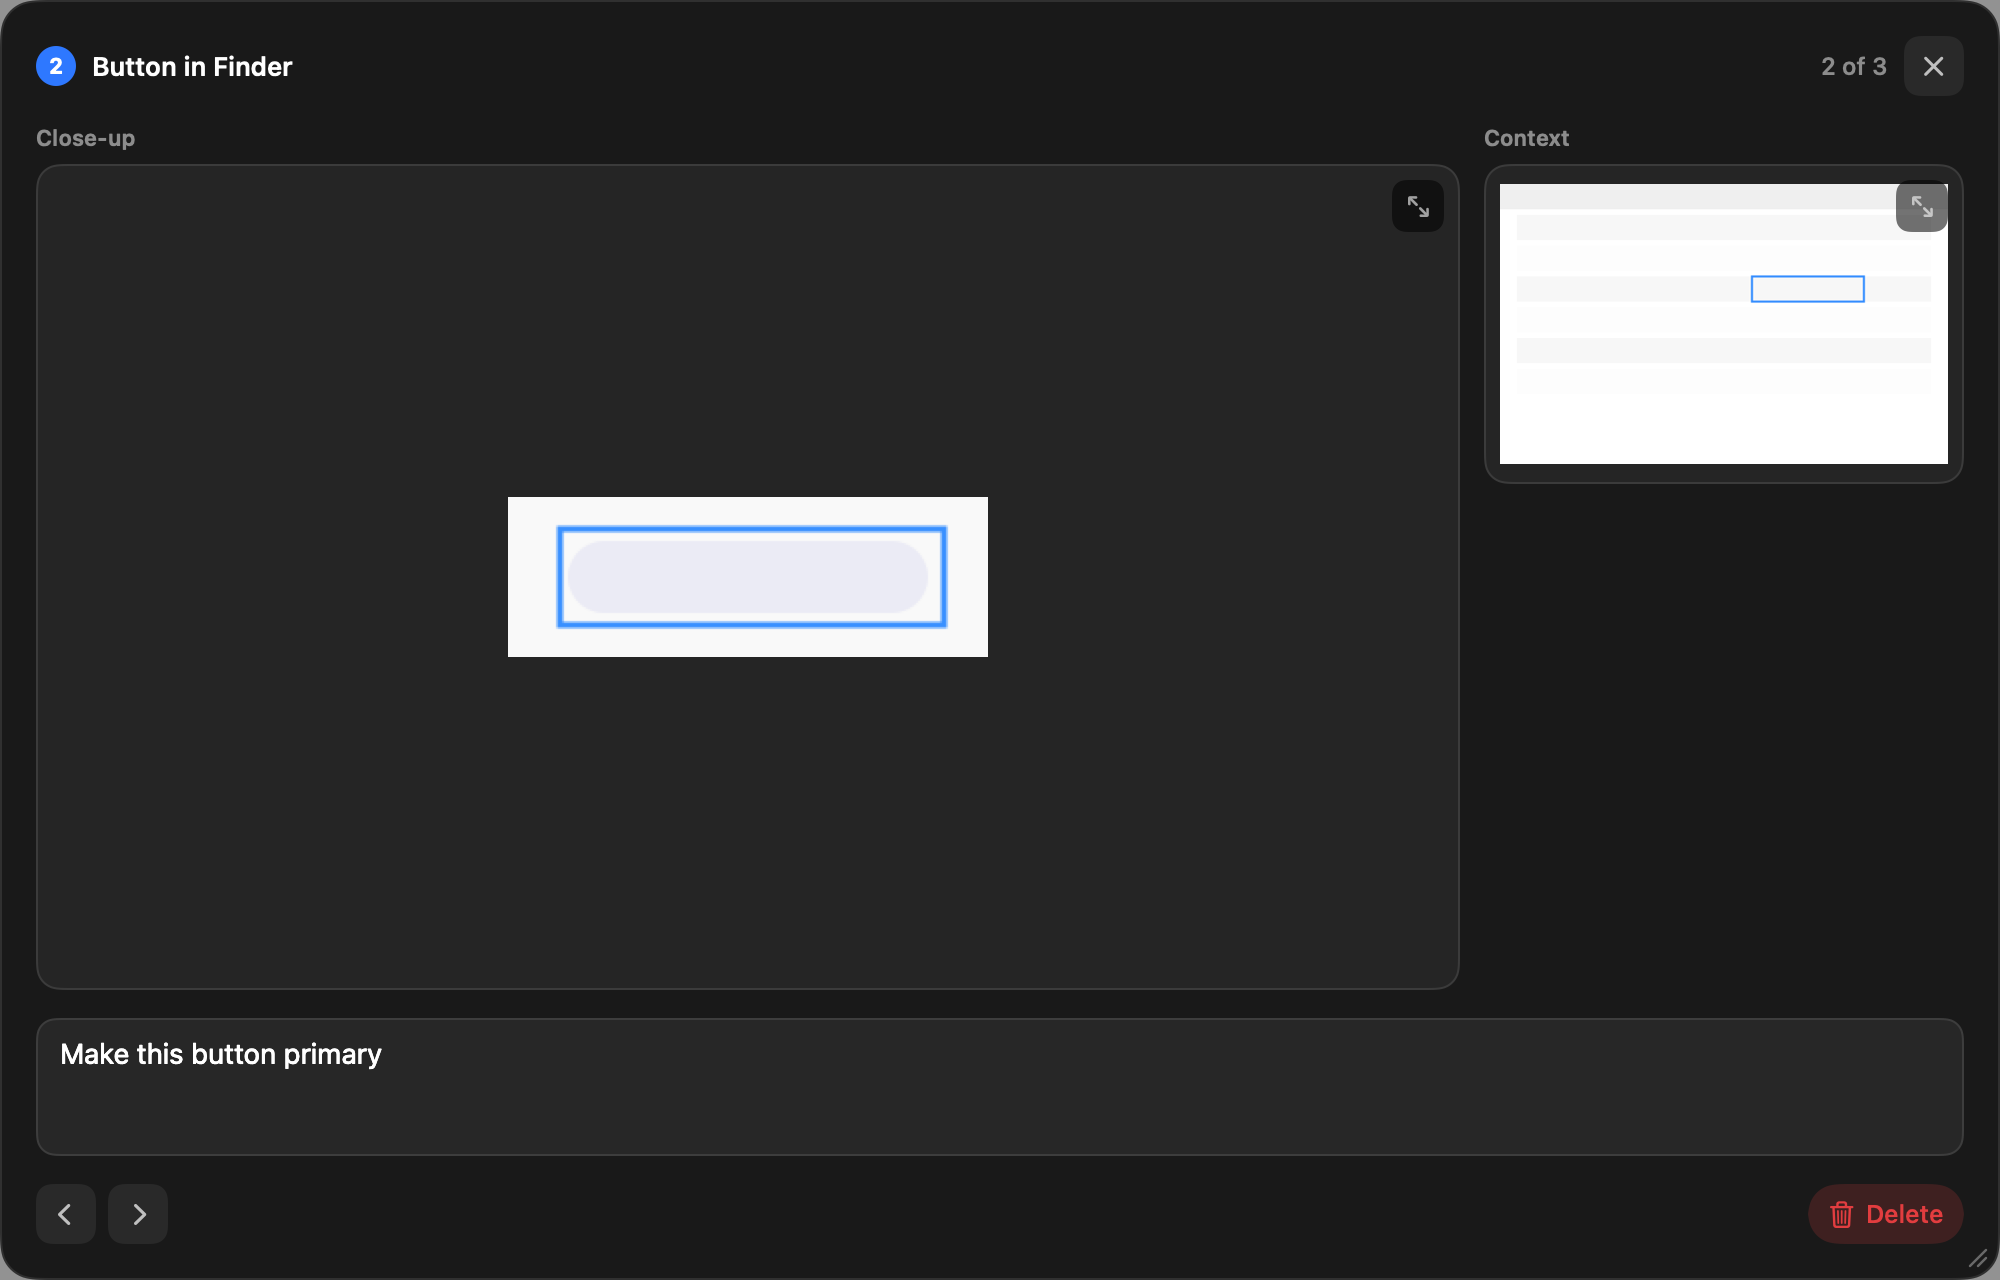 2 Button in Finder
2 of 3
Close-up
Context
Make this button primary
Delete